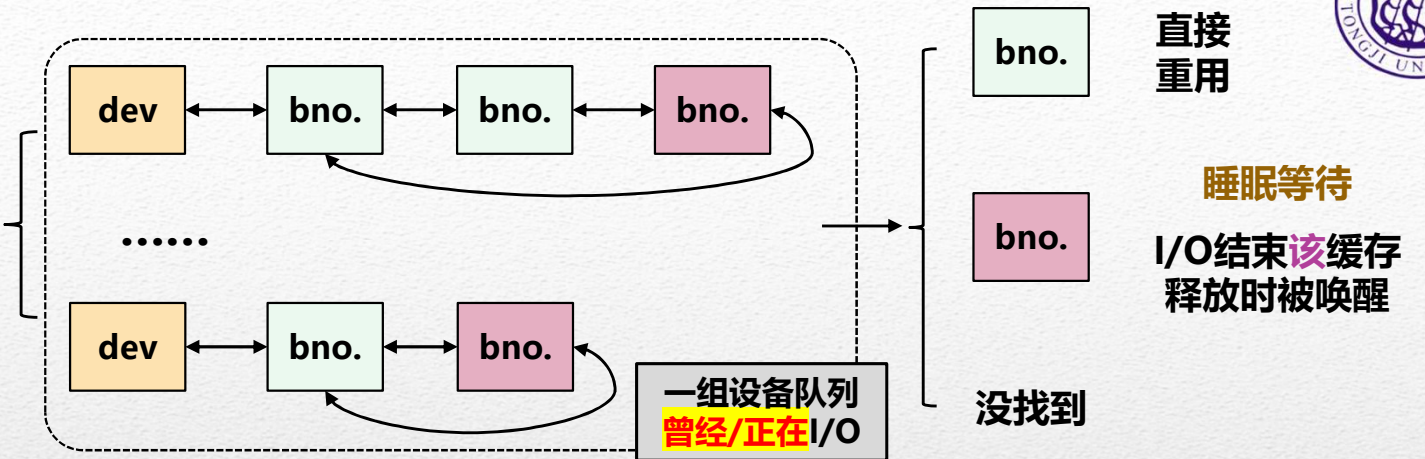 dev
bno.
bno.
bno.
......
dev
bno.
bno.
一组设备队列
曾经/正在I/O
bno.
直接
重用
bno.
睡眠等待
I/O结束该缓存
释放时被唤醒
没找到
TONGJI UN